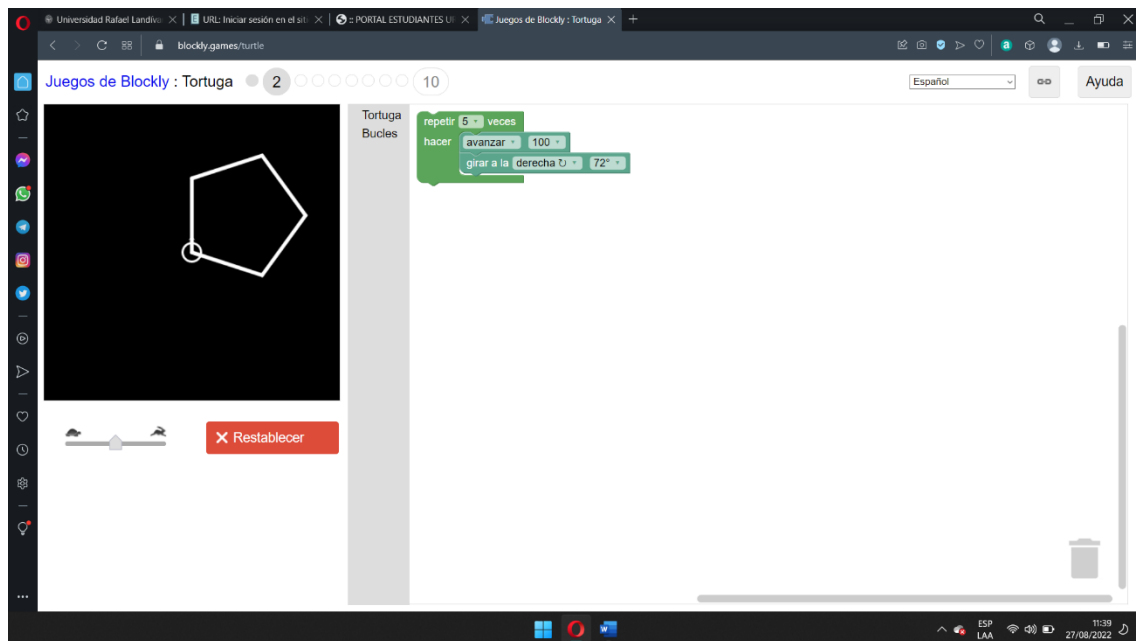 Universidad Rafael Landíva
URL: Iniciar sesión en el siti
:: PORTAL ESTUDIANTES
Juegos de Blockly : Tortuga
blockly.games/turtle
Juegos de Blockly : Tortuga 2 10
Español
Ayuda
Tortuga
Bucles
repetir 5 veces
hacer avanzar 100
girar a la derecha ↻ 72°
Restablecer
ESP
LAA
11:39
27/08/2022